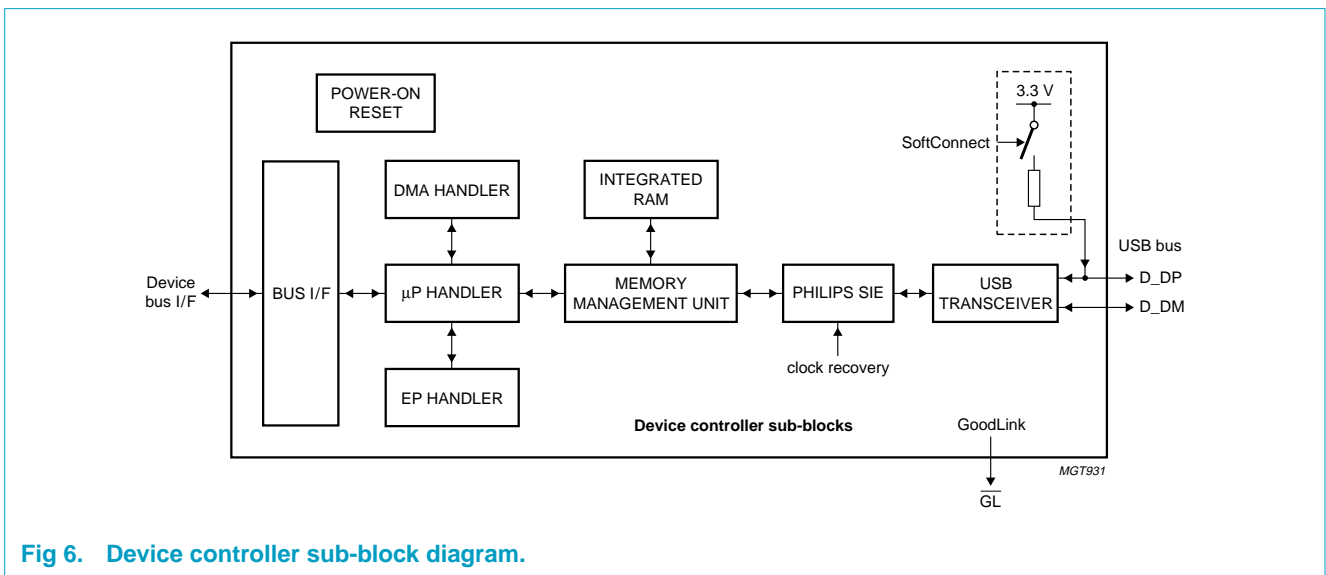 POWER-ON
RESET
3.3 V
SoftConnect
DMA HANDLER
INTEGRATED
RAM
USB bus
Device
bus I/F
BUS I/F
μP HANDLER
MEMORY
MANAGEMENT UNIT
PHILIPS SIE
USB
TRANSCEIVER
D_DP
D_DM
clock recovery
EP HANDLER
Device controller sub-blocks
GoodLink
MGT931
G̅L̅
Fig 6. Device controller sub-block diagram.